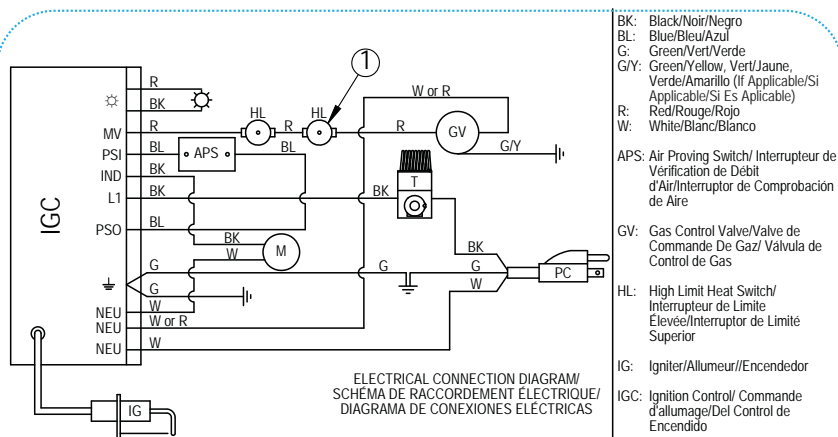 R
BK
MV
R
HL
R
HL
R
W or R
GV
G/Y
1
PSI
BL
APS
BL
IND
BK
L1
BK
BK
T
IGC
PSO
BL
BK
W
M
BK
G
G
G
PC
W
G
NEU
W
NEU
W or R
NEU
W
IG
ELECTRICAL CONNECTION DIAGRAM/
SCHÉMA DE RACCORDEMENT ÉLECTRIQUE/
DIAGRAMA DE CONEXIONES ELÉCTRICAS
BK: Black/Noir/Negro
BL: Blue/Bleu/Azul
G: Green/Vert/Verde
G/Y: Green/Yellow, Vert/Jaune,
Verde/Amarillo (If Applicable/Si
Applicable/Si Es Aplicable)
R: Red/Rouge/Rojo
W: White/Blanc/Blanco
APS: Air Proving Switch/ Interrupteur de
Vérification de Débit
d'Air/Interruptor de Comprobación
de Aire
GV: Gas Control Valve/Valve de
Commande De Gaz/ Válvula de
Control de Gas
HL: High Limit Heat Switch/
Interrupteur de Limite
Élevée/Interruptor de Limité
Superior
IG: Igniter/Allumeur//Encendedor
IGC: Ignition Control/ Commande
d'allumage/Del Control de
Encendido